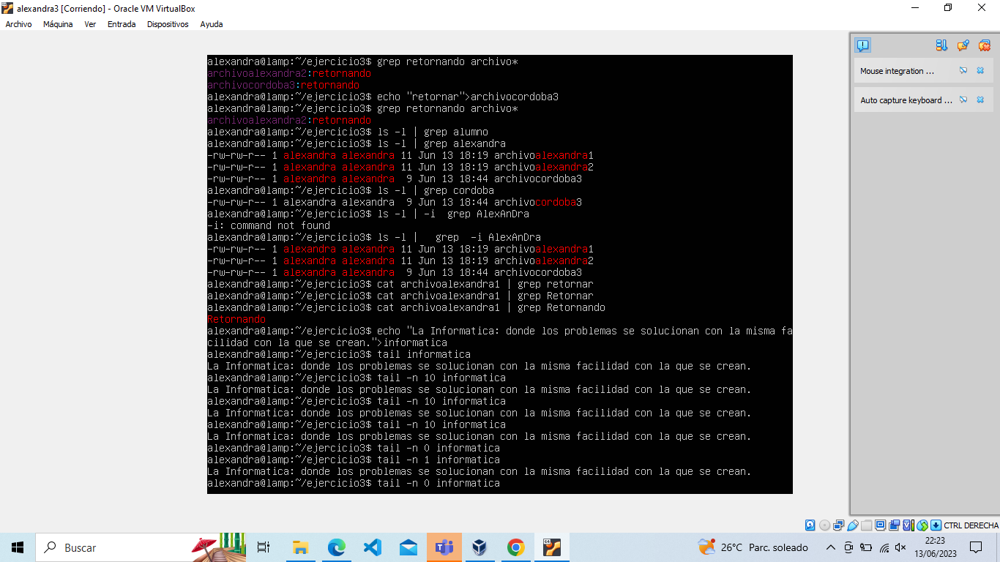 alexandra3 [Corriendo] - Oracle VM VirtualBox
Archivo Máquina Ver Entrada Dispositivos Ayuda
alexandra@lamp:~/ejercicio3$ grep retornando archivo*
archivoalexandra2:retornando
archivocordoba3:retornando
alexandra@lamp:~/ejercicio3$ echo "retornar">archivocordoba3
alexandra@lamp:~/ejercicio3$ grep retornando archivo*
archivoalexandra2:retornando
alexandra@lamp:~/ejercicio3$ ls -l | grep alumno
alexandra@lamp:~/ejercicio3$ ls -l | grep alexandra
-rw-rw-r-- 1 alexandra alexandra 11 Jun 13 18:19 archivoalexandra1
-rw-rw-r-- 1 alexandra alexandra 11 Jun 13 18:19 archivoalexandra2
-rw-rw-r-- 1 alexandra alexandra  9 Jun 13 18:44 archivocordoba3
alexandra@lamp:~/ejercicio3$ ls -l | grep cordoba
-rw-rw-r-- 1 alexandra alexandra  9 Jun 13 18:44 archivocordoba3
alexandra@lamp:~/ejercicio3$ ls -l | -i  grep AlexAnDra
-i: command not found
alexandra@lamp:~/ejercicio3$ ls -l |   grep  -i AlexAnDra
-rw-rw-r-- 1 alexandra alexandra 11 Jun 13 18:19 archivoalexandra1
-rw-rw-r-- 1 alexandra alexandra 11 Jun 13 18:19 archivoalexandra2
-rw-rw-r-- 1 alexandra alexandra  9 Jun 13 18:44 archivocordoba3
alexandra@lamp:~/ejercicio3$ cat archivoalexandra1 | grep retornar
alexandra@lamp:~/ejercicio3$ cat archivoalexandra1 | grep Retornar
alexandra@lamp:~/ejercicio3$ cat archivoalexandra1 | grep Retornando
Retornando
alexandra@lamp:~/ejercicio3$ echo "La Informatica: donde los problemas se solucionan con la misma fa
cilidad con la que se crean.">informatica
alexandra@lamp:~/ejercicio3$ tail informatica
La Informatica: donde los problemas se solucionan con la misma facilidad con la que se crean.
alexandra@lamp:~/ejercicio3$ tail -n 10 informatica
La Informatica: donde los problemas se solucionan con la misma facilidad con la que se crean.
alexandra@lamp:~/ejercicio3$ tail -n 10 informatica
La Informatica: donde los problemas se solucionan con la misma facilidad con la que se crean.
alexandra@lamp:~/ejercicio3$ tail -n 10 informatica
La Informatica: donde los problemas se solucionan con la misma facilidad con la que se crean.
alexandra@lamp:~/ejercicio3$ tail -n 0 informatica
alexandra@lamp:~/ejercicio3$ tail -n 1 informatica
La Informatica: donde los problemas se solucionan con la misma facilidad con la que se crean.
alexandra@lamp:~/ejercicio3$ tail -n 0 informatica
Mouse integration ...
Auto capture keyboard ...
CTRL DERECHA
Buscar
26°C Parc. soleado
22:23
13/06/2023